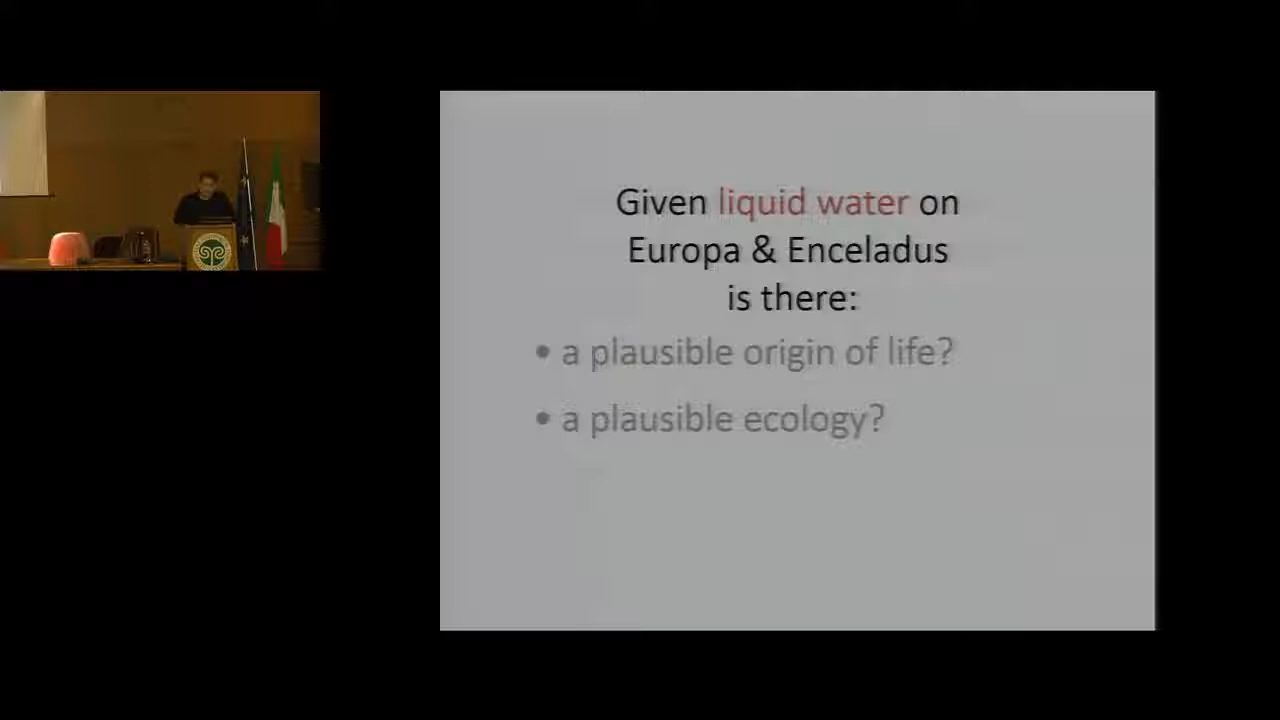 Given liquid water on
Europa & Enceladus
is there:
• a plausible origin of life?
• a plausible ecology?